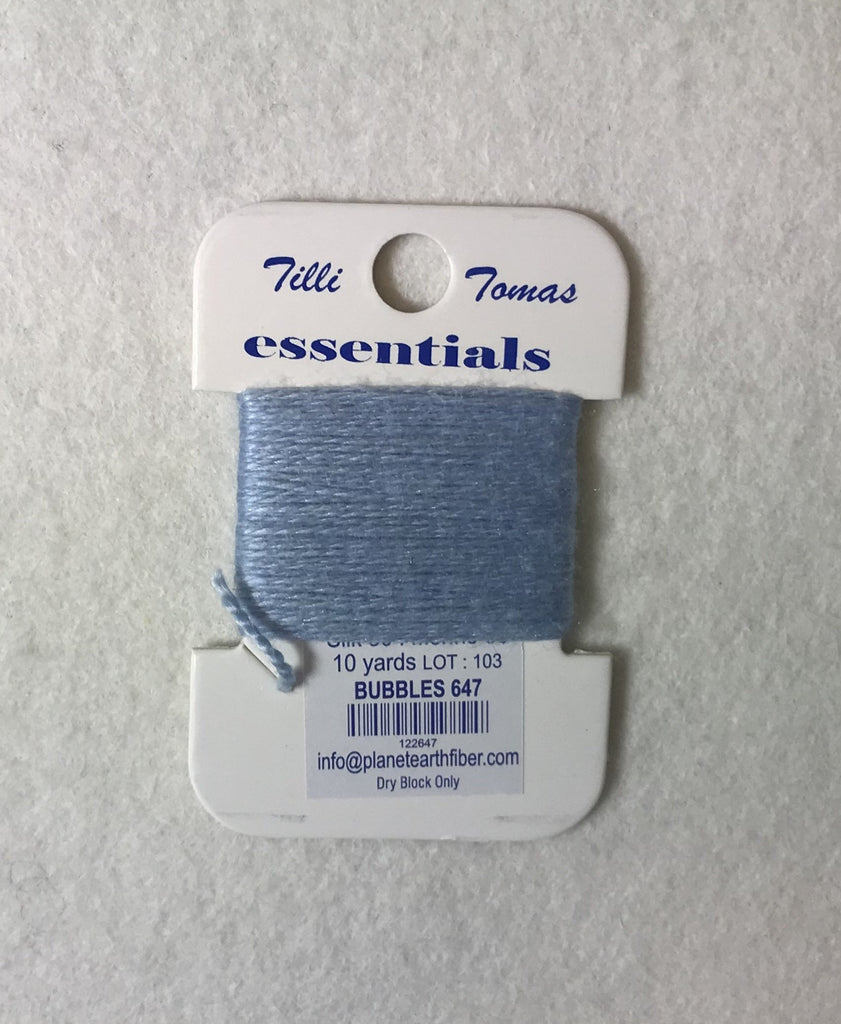 Tilli Tomas
essentials
10 yards LOT : 103
BUBBLES 647
122647
info@planetearthfiber.com
Dry Block Only